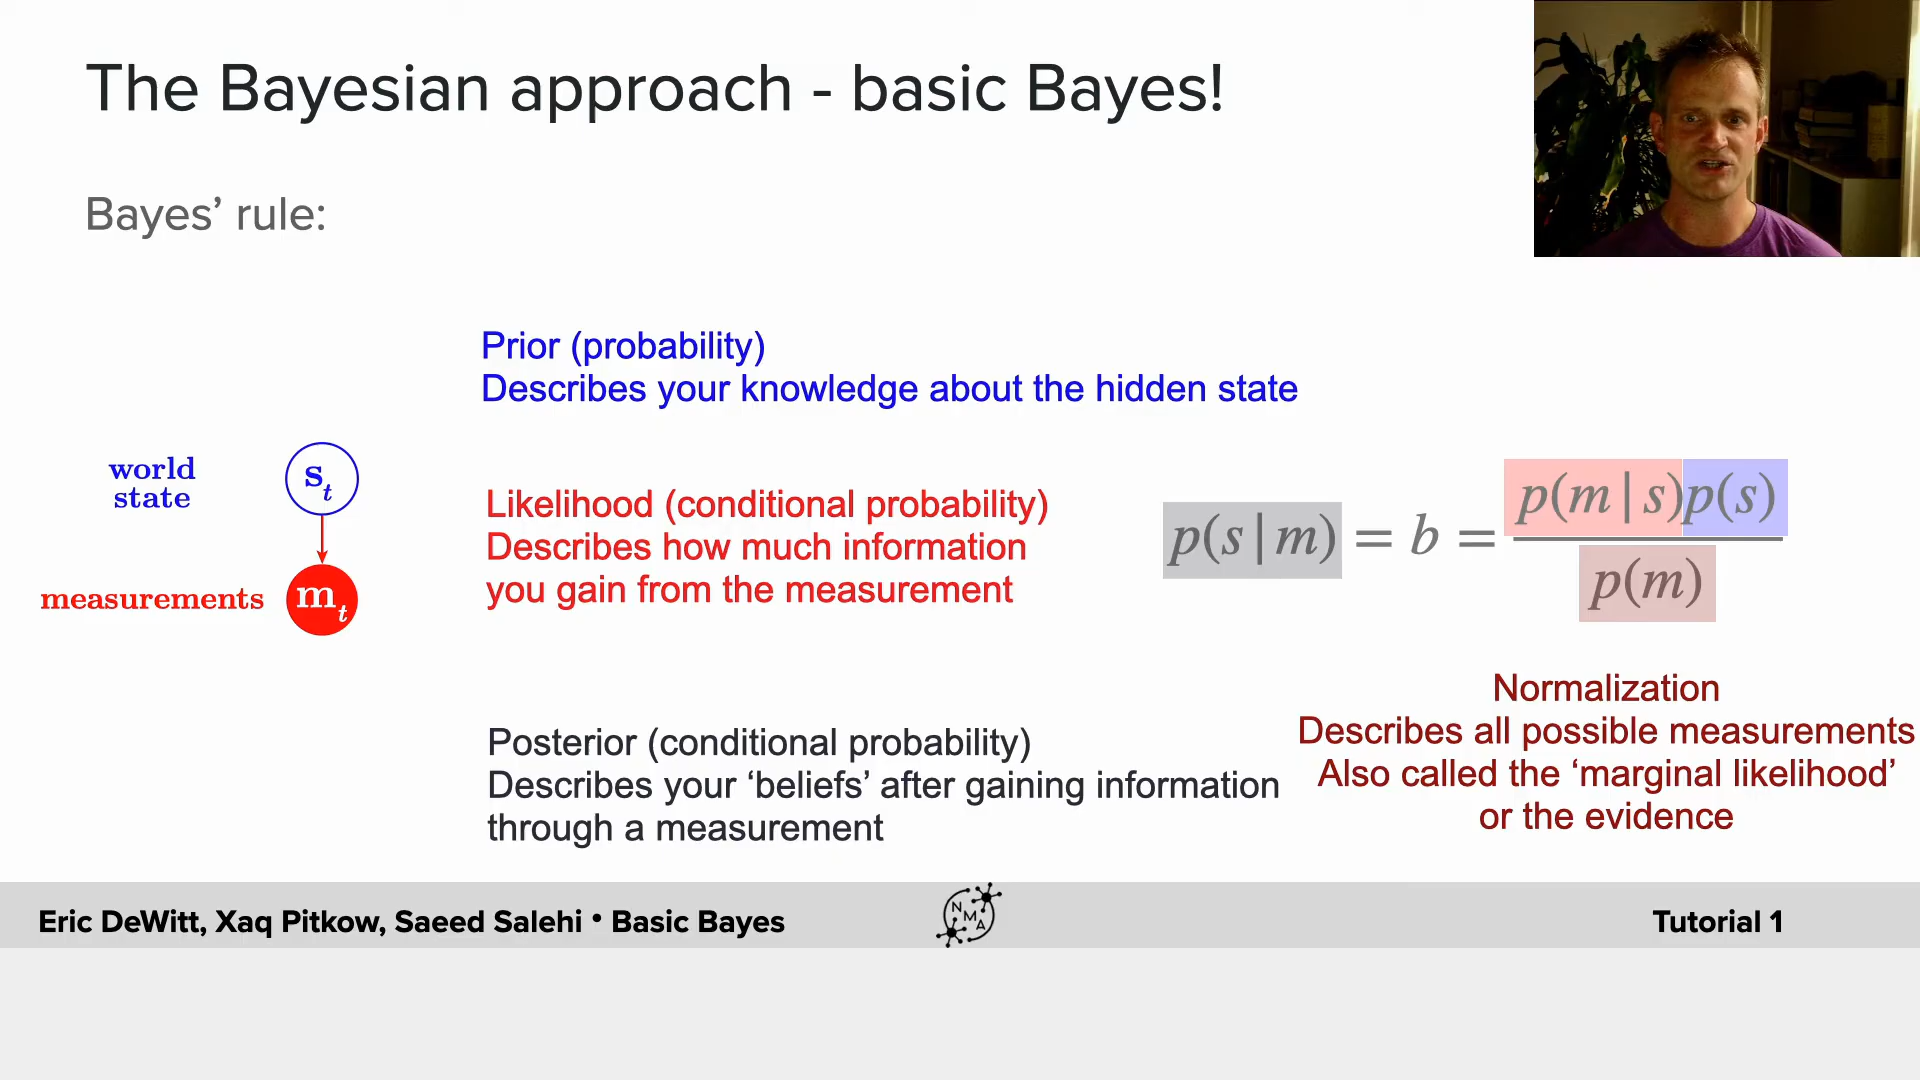 The Bayesian approach - basic Bayes!
Bayes’ rule:
Prior (probability)
Describes your knowledge about the hidden state
world
state
s_t
measurements
m_t
Likelihood (conditional probability)
Describes how much information
you gain from the measurement
p(s|m) = b = p(m|s)p(s)
p(m)
Posterior (conditional probability)
Describes your ‘beliefs’ after gaining information
through a measurement
Normalization
Describes all possible measurements
Also called the ‘marginal likelihood’
or the evidence
Eric DeWitt, Xaq Pitkow, Saeed Salehi • Basic Bayes
N M A
Tutorial 1